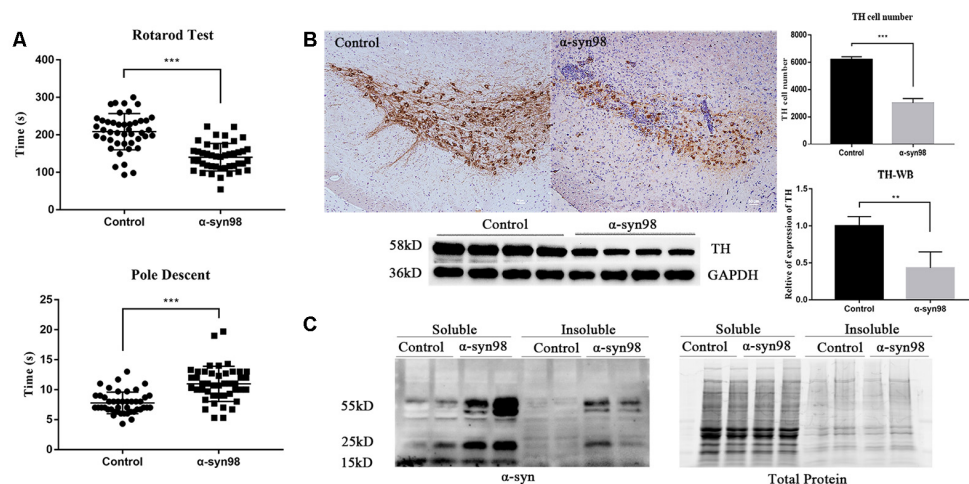 A
Rotarod Test
Time (s)
400
300
200
100
0
***
Control
α-syn98
Pole Descent
Time (s)
25
20
15
10
5
0
***
Control
α-syn98
B
Control
α-syn98
TH cell number
TH cell number
8000
6000
4000
2000
0
***
Control
α-syn98
Control
α-syn98
58kD
TH
36kD
GAPDH
TH-WB
Reltive of expression of TH
1.5
1.0
0.5
0.0
**
Control
α-syn98
C
Soluble
Insoluble
Control
α-syn98
Control
α-syn98
55kD
25kD
15kD
α-syn
Soluble
Insoluble
Control
α-syn98
Control
α-syn98
Total Protein